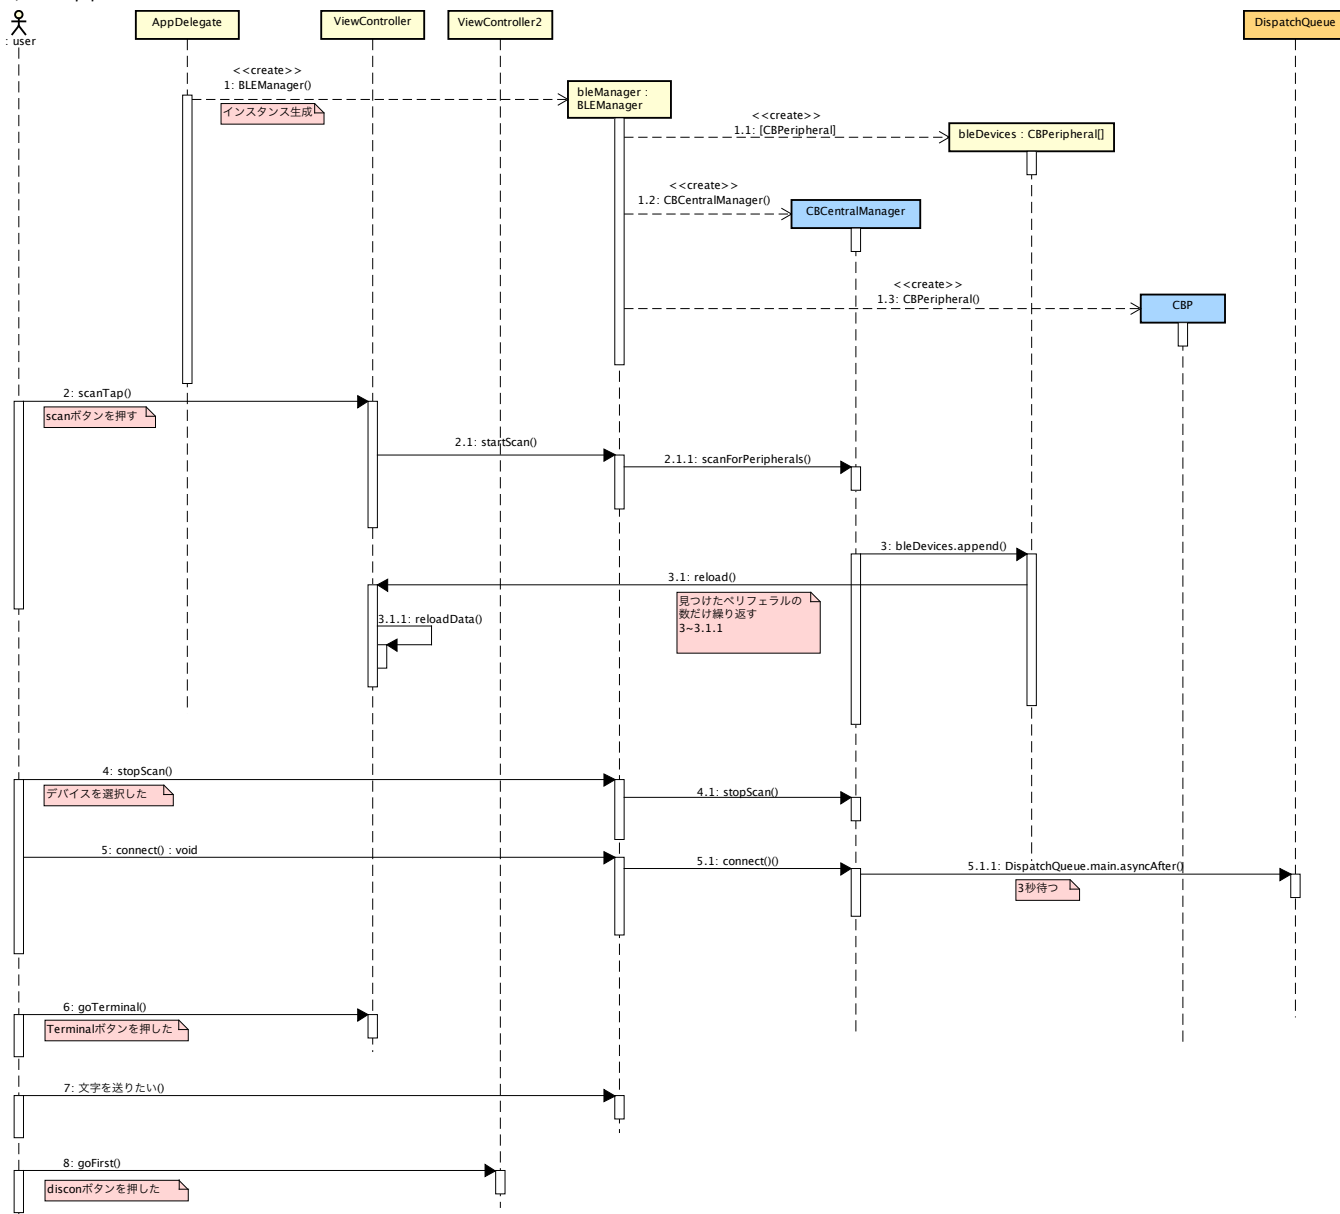 AppDelegate
ViewController
ViewController2
DispatchQueue
: user
<<create>>
1: BLEManager()
インスタンス生成
bleManager :
BLEManager
<<create>>
1.1: [CBPeripheral]
bleDevices : CBPeripheral[]
<<create>>
1.2: CBCentralManager()
CBCentralManager
<<create>>
1.3: CBPeripheral()
CBP
2: scanTap()
scanボタンを押す
2.1: startScan()
2.1.1: scanForPeripherals()
3: bleDevices.append()
3.1: reload()
見つけたペリフェラルの
数だけ繰り返す
3~3.1.1
3.1.1: reloadData()
4: stopScan()
デバイスを選択した
4.1: stopScan()
5: connect() : void
5.1: connect()()
5.1.1: DispatchQueue.main.asyncAfter()
3秒待つ
6: goTerminal()
Terminalボタンを押した
7: 文字を送りたい()
8: goFirst()
disconボタンを押した